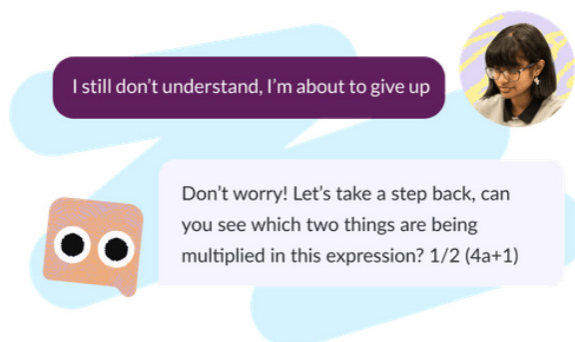 I still don’t understand, I’m about to give up
Don’t worry! Let’s take a step back, can
you see which two things are being
multiplied in this expression? 1/2 (4a+1)